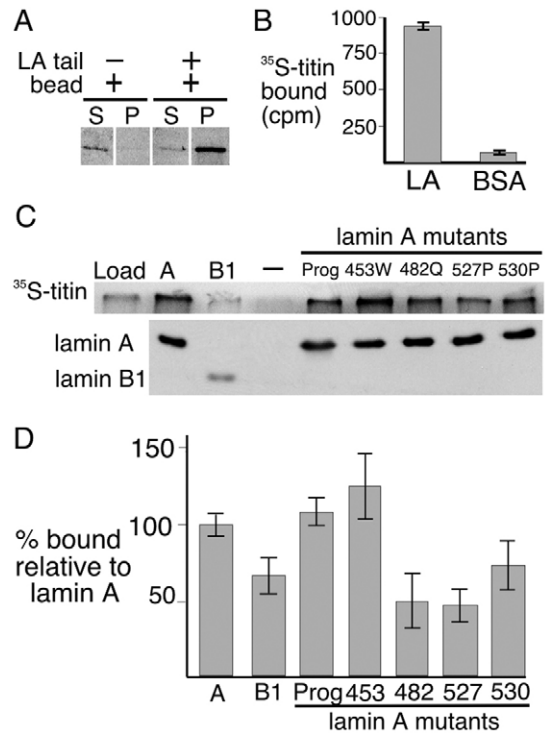 A
LA tail − +
bead + +
S P S P
B
³⁵S-titin
bound
(cpm)
1000
750
500
250
LA BSA
C
lamin A mutants
Load A B1 − Prog 453W 482Q 527P 530P
³⁵S-titin
lamin A
lamin B1
D
% bound
relative to
lamin A
150
100
50
A B1 Prog 453 482 527 530
lamin A mutants